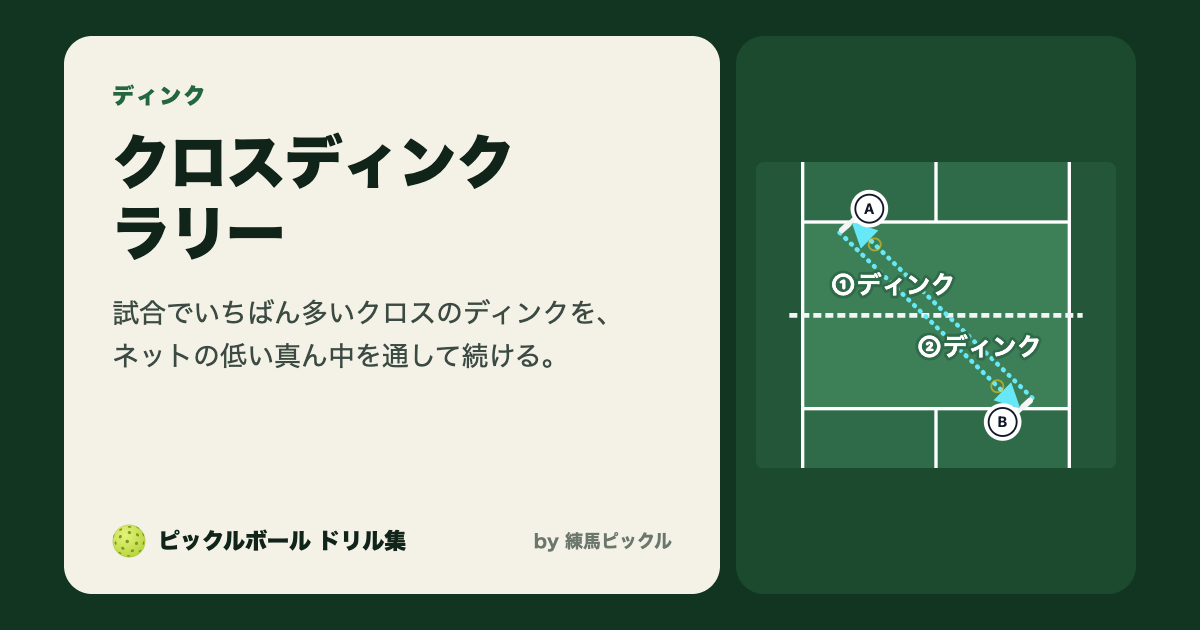 ディンク
クロスディンク
ラリー
試合でいちばん多いクロスのディンクを、
ネットの低い真ん中を通して続ける。
ピックルボール ドリル集
by 練馬ピックル
A
①ディンク
②ディンク
B